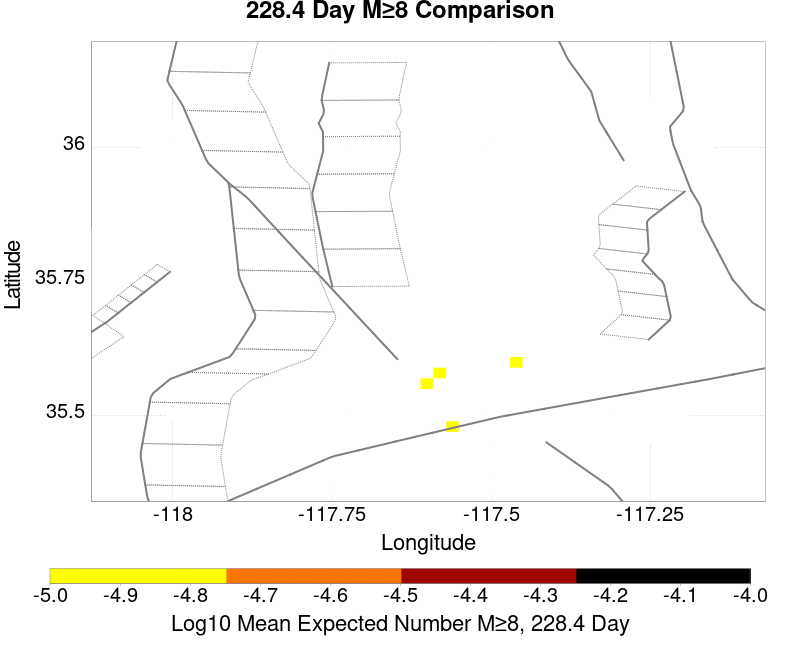 228.4 Day M≥8 Comparison
36
35.75
35.5
Latitude
-118 -117.75 -117.5 -117.25
Longitude
-5.0 -4.9 -4.8 -4.7 -4.6 -4.5 -4.4 -4.3 -4.2 -4.1 -4.0
Log10 Mean Expected Number M≥8, 228.4 Day